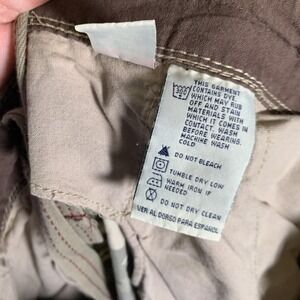 THIS GARMENT
CONTAINS DYE
WHICH MAY RUB
OFF AND STAIN
MATERIALS WITH
WHICH IT COMES IN
CONTACT. WASH
BEFORE WEARING.
MACHINE WASH
COLD
DO NOT BLEACH
TUMBLE DRY LOW
WARM IRON IF
NEEDED
DO NOT DRY CLEAN
VER AL DORSO PARA ESPAÑOL